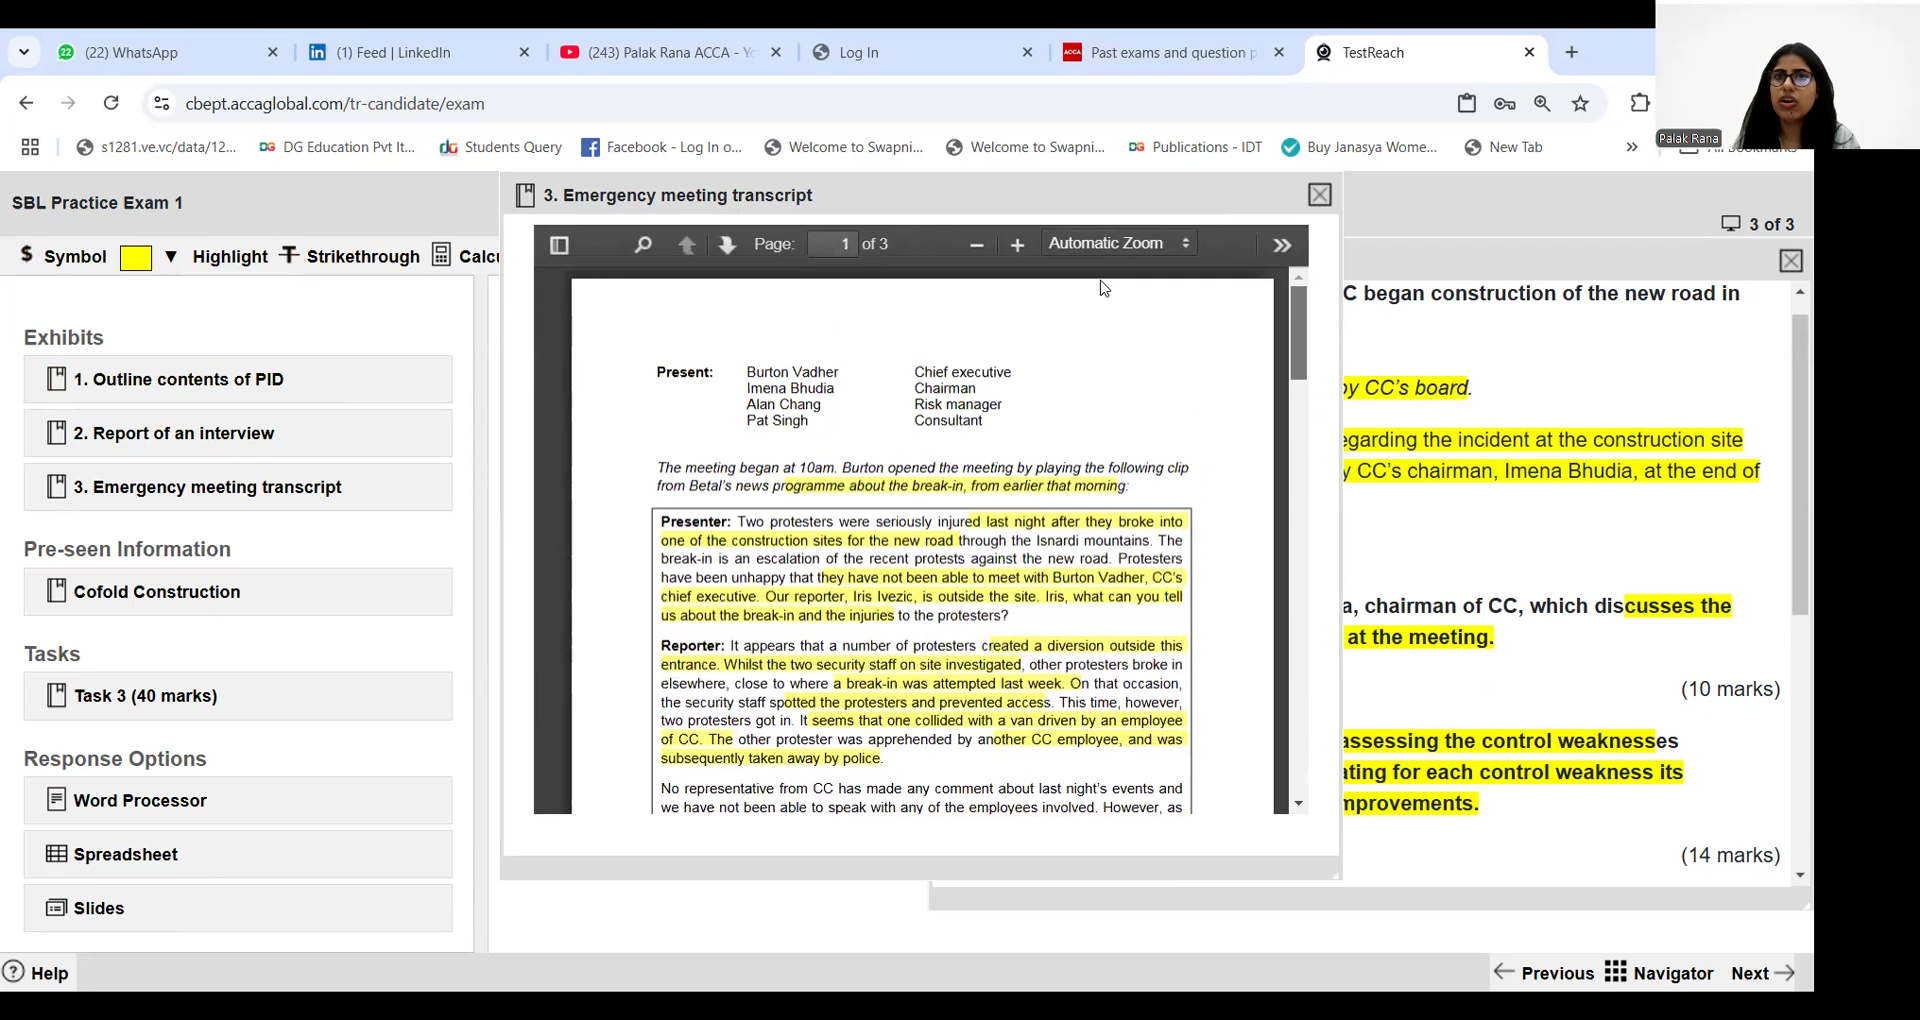 (22) WhatsApp
(1) Feed | LinkedIn
(243) Palak Rana ACCA - Yo
Log In
Past exams and question p
TestReach
cbept.accaglobal.com/tr-candidate/exam
s1281.ve.vc/data/12...
DG Education Pvt It...
Students Query
Facebook - Log In o...
Welcome to Swapni...
Welcome to Swapni...
Publications - IDT
Buy Janasya Wome...
New Tab
Palak Rana
SBL Practice Exam 1
3 of 3
Symbol
Highlight
Strikethrough
Calcu
3. Emergency meeting transcript
Page: 1 of 3
Automatic Zoom
Exhibits
1. Outline contents of PID
2. Report of an interview
3. Emergency meeting transcript
Pre-seen Information
Cofold Construction
Tasks
Task 3 (40 marks)
Response Options
Word Processor
Spreadsheet
Slides
Present: Burton Vadher Chief executive
Imena Bhudia Chairman
Alan Chang Risk manager
Pat Singh Consultant
The meeting began at 10am. Burton opened the meeting by playing the following clip
from Betal's news programme about the break-in, from earlier that morning:
Presenter: Two protesters were seriously injured last night after they broke into
one of the construction sites for the new road through the Isnardi mountains. The
break-in is an escalation of the recent protests against the new road. Protesters
have been unhappy that they have not been able to meet with Burton Vadher, CC's
chief executive. Our reporter, Iris Ivezic, is outside the site. Iris, what can you tell
us about the break-in and the injuries to the protesters?
Reporter: It appears that a number of protesters created a diversion outside this
entrance. Whilst the two security staff on site investigated, other protesters broke in
elsewhere, close to where a break-in was attempted last week. On that occasion,
the security staff spotted the protesters and prevented access. This time, however,
two protesters got in. It seems that one collided with a van driven by an employee
of CC. The other protester was apprehended by another CC employee, and was
subsequently taken away by police.
No representative from CC has made any comment about last night's events and
we have not been able to speak with any of the employees involved. However, as
C began construction of the new road in
by CC's board.
egarding the incident at the construction site
y CC's chairman, Imena Bhudia, at the end of
a, chairman of CC, which discusses the
at the meeting.
(10 marks)
assessing the control weaknesses
ating for each control weakness its
mprovements.
(14 marks)
Help
Previous
Navigator
Next